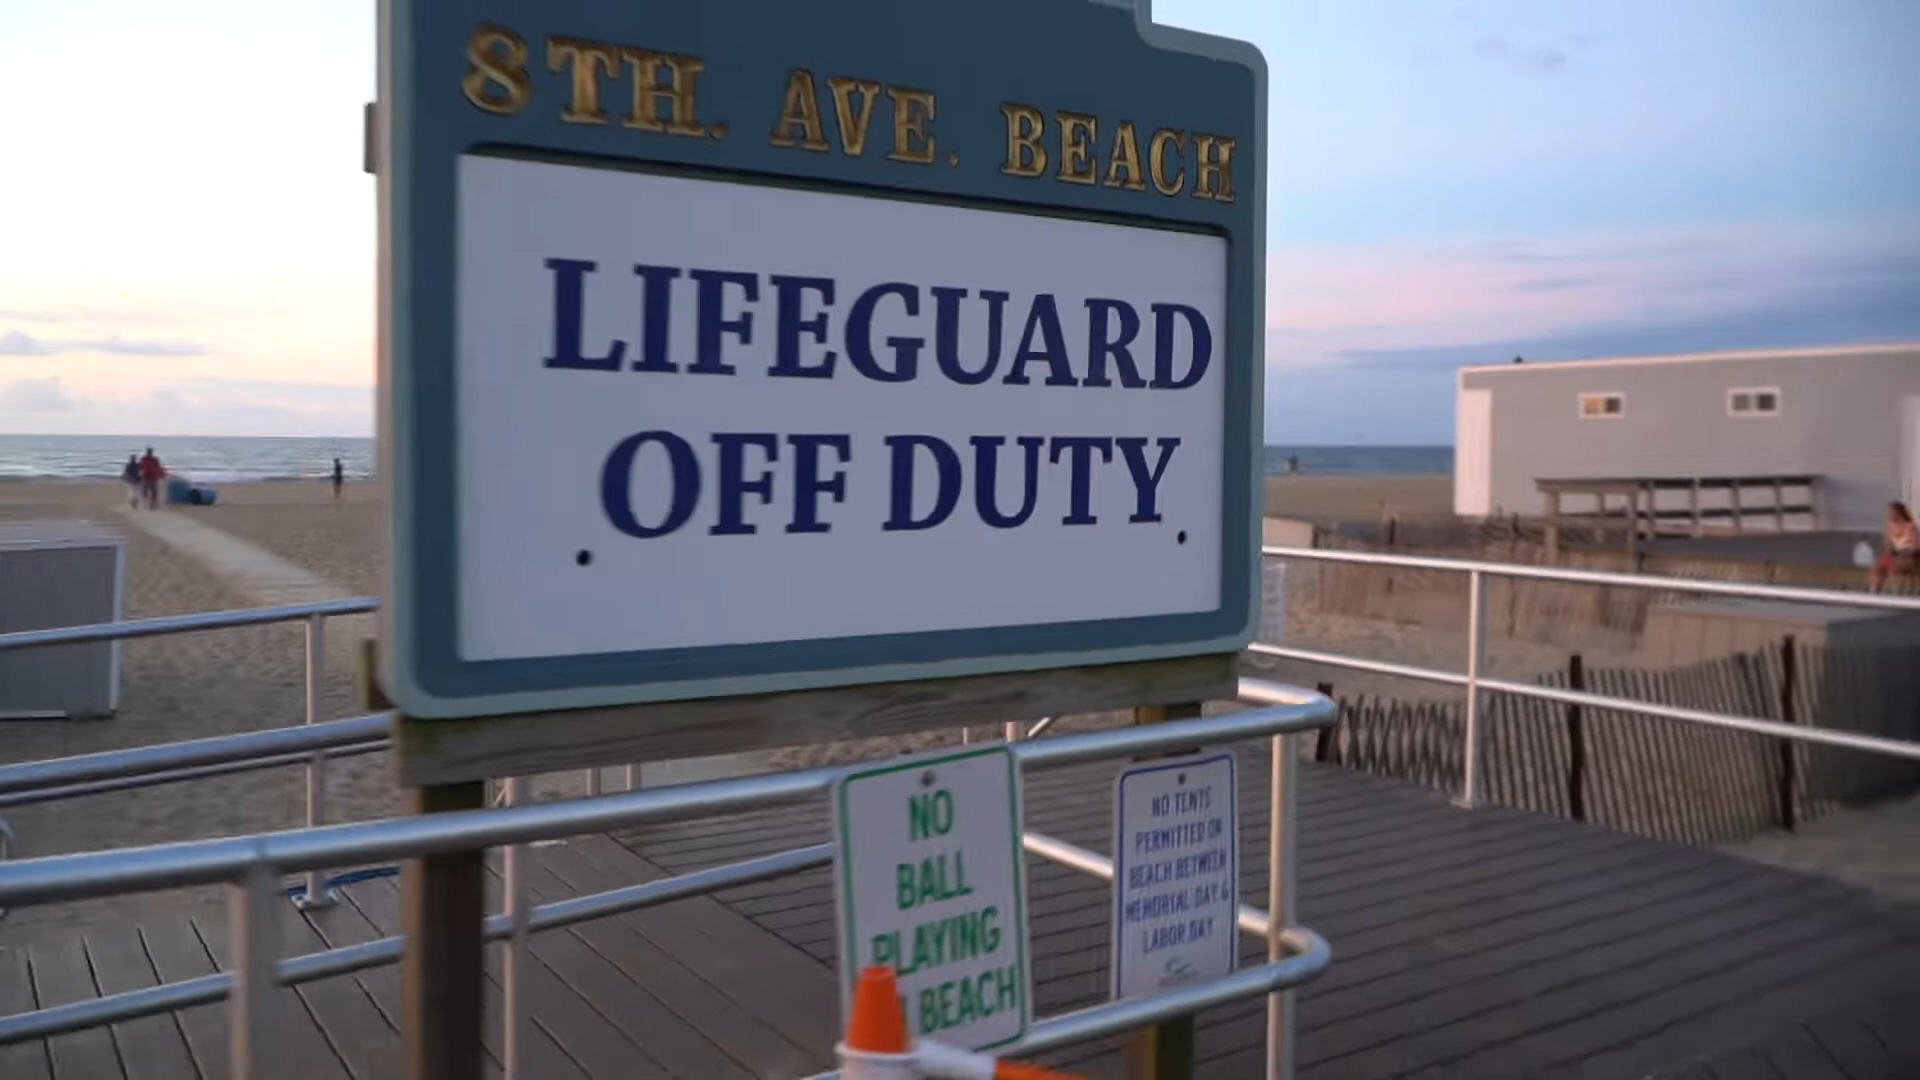 8TH. AVE. BEACH
LIFEGUARD
OFF DUTY
NO
BALL
PLAYING
BEACH
NO TENTS
PERMITTED ON
BEACH BETWEEN
MEMORIAL DAY &
LABOR DAY